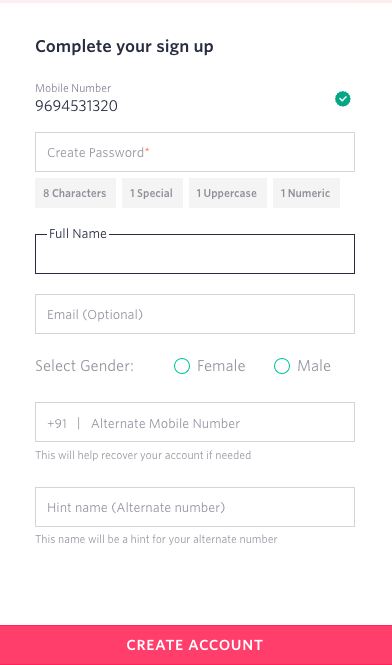 Complete your sign up
Mobile Number
9694531320
Create Password*
8 Characters 1 Special 1 Uppercase 1 Numeric
Full Name
Email (Optional)
Select Gender: Female Male
+91 | Alternate Mobile Number
This will help recover your account if needed
Hint name (Alternate number)
This name will be a hint for your alternate number
CREATE ACCOUNT